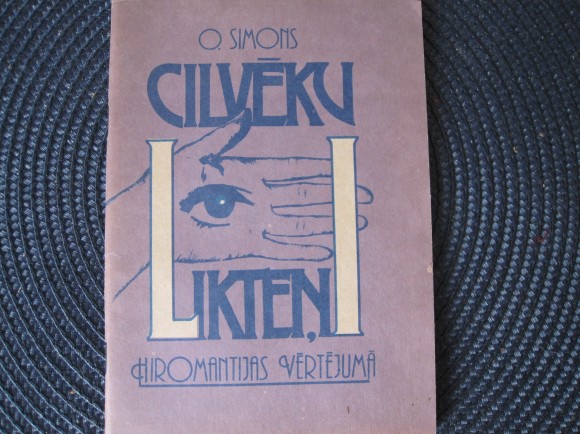 O. SIMONS
CILVĒKU
LIKTEŅI
HIROMANTIJAS VĒRTĒJUMĀ